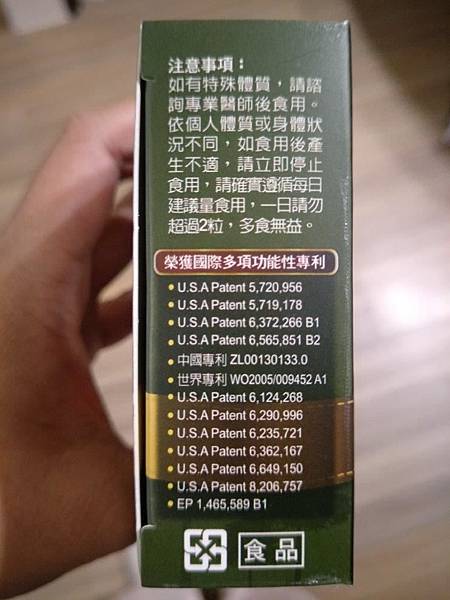 注意事項：
如有特殊體質，請諮
詢專業醫師後食用。
依個人體質或身體狀
況不同，如食用後產
生不適，請立即停止
食用，請確實遵循每日
建議量食用，一日請勿
超過2粒，多食無益。
榮獲國際多項功能性專利
• U.S.A Patent 5,720,956
• U.S.A Patent 5,719,178
• U.S.A Patent 6,372,266 B1
• U.S.A Patent 6,565,851 B2
• 中國專利 ZL00130133.0
• 世界專利 WO2005/009452 A1
• U.S.A Patent 6,124,268
• U.S.A Patent 6,290,996
• U.S.A Patent 6,235,721
• U.S.A Patent 6,362,167
• U.S.A Patent 6,649,150
• U.S.A Patent 8,206,757
• EP 1,465,589 B1
食品